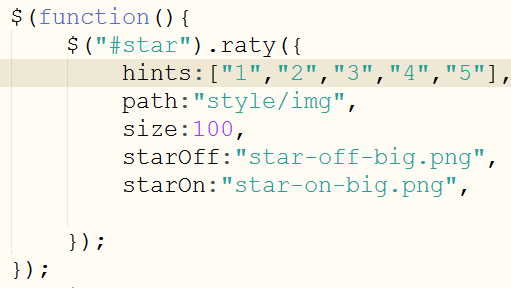 $(function(){
$("#star").raty({
hints:["1","2","3","4","5"],
path:"style/img",
size:100,
starOff:"star-off-big.png",
starOn:"star-on-big.png",
});
});